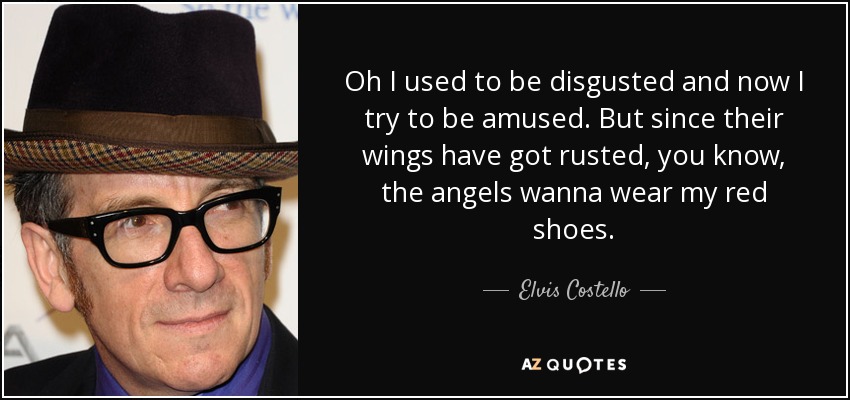 Oh I used to be disgusted and now I
try to be amused. But since their
wings have got rusted, you know,
the angels wanna wear my red
shoes.
Elvis Costello
AZ QUOTES